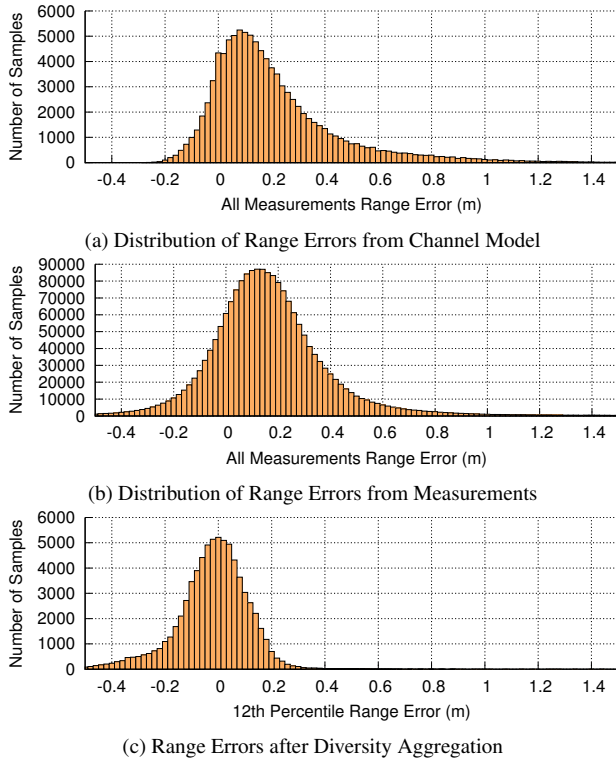 Number of Samples
6000
5000
4000
3000
2000
1000
0
-0.4 -0.2 0 0.2 0.4 0.6 0.8 1 1.2 1.4
All Measurements Range Error (m)
(a) Distribution of Range Errors from Channel Model
Number of Samples
90000
80000
70000
60000
50000
40000
30000
20000
10000
0
-0.4 -0.2 0 0.2 0.4 0.6 0.8 1 1.2 1.4
All Measurements Range Error (m)
(b) Distribution of Range Errors from Measurements
Number of Samples
6000
5000
4000
3000
2000
1000
0
-0.4 -0.2 0 0.2 0.4 0.6 0.8 1 1.2 1.4
12th Percentile Range Error (m)
(c) Range Errors after Diversity Aggregation